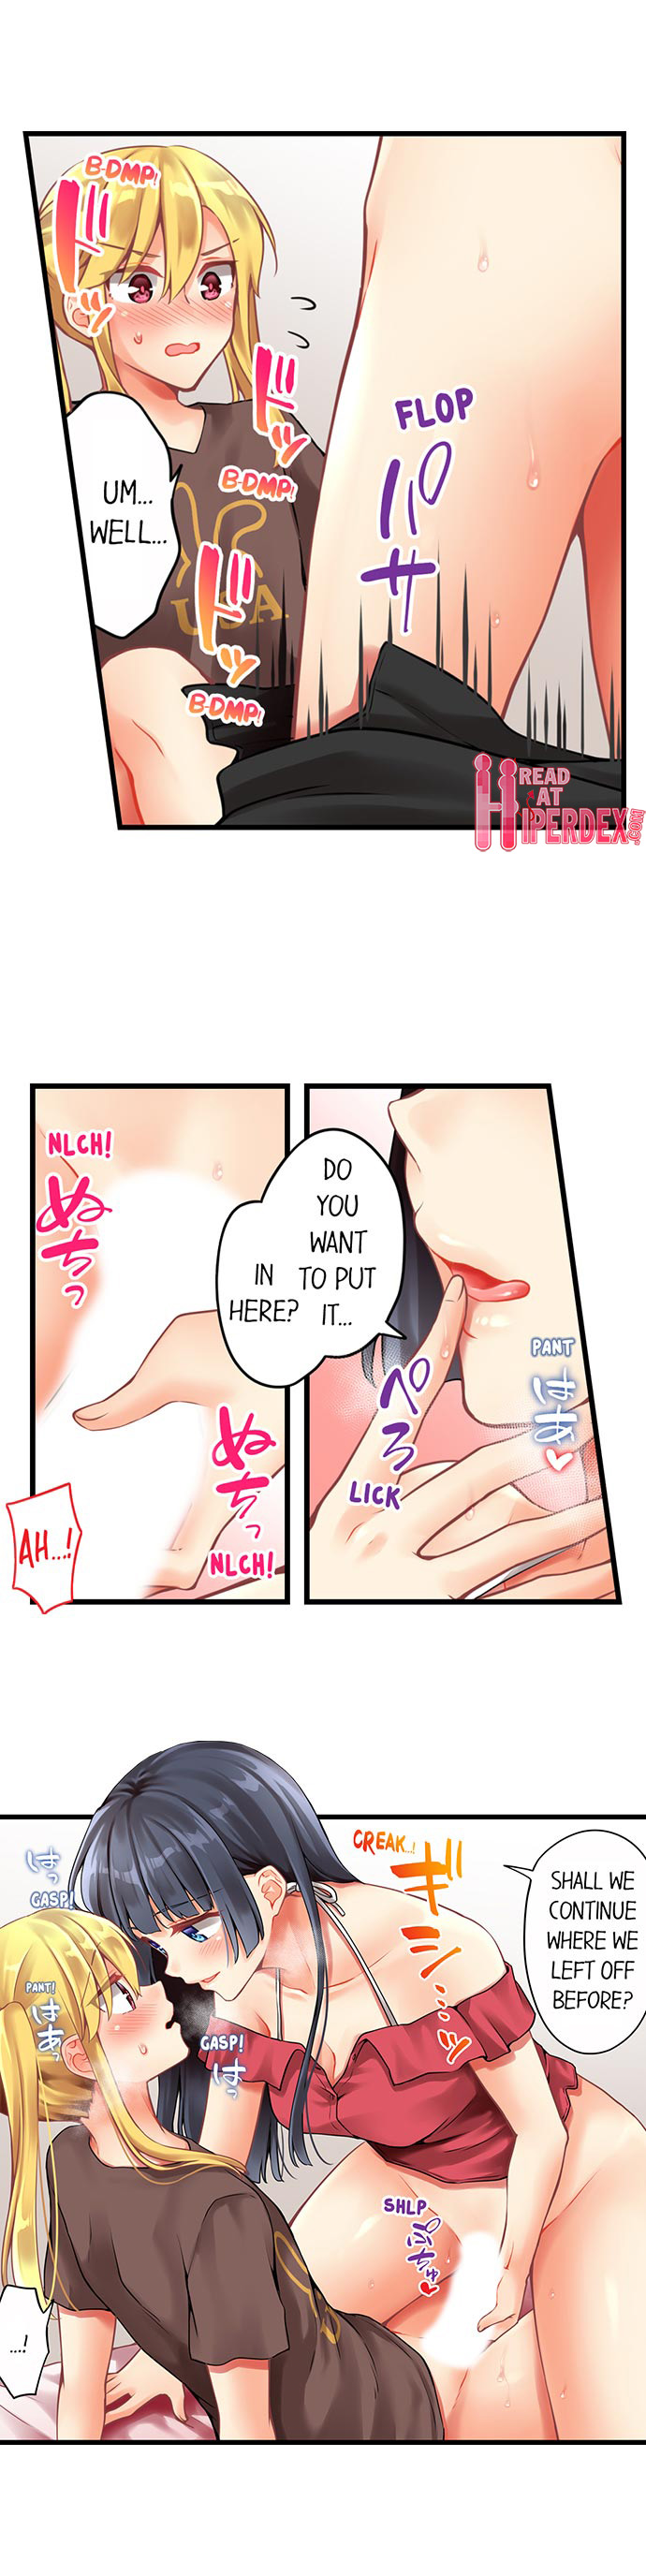 B-DMP!
ドッ
ドッ
B-DMP!
UM...
WELL...
FLOP
パサ
ドッ
B-DMP!
USA
READ
AT
HIPERDEX
.COM
NLCH!
ぬちっ
DO
YOU
WANT
TO PUT
IT...
IN
HERE?
PANT
はあ♥
ぺろ
LICK
ぬちっ
NLCH!
AH...!
CREAK...!
ギシ...ッ
SHALL WE
CONTINUE
WHERE WE
LEFT OFF
BEFORE?
はっ
GASP!
PANT!
はあっ
GASP!
はっ
SHLP
...!